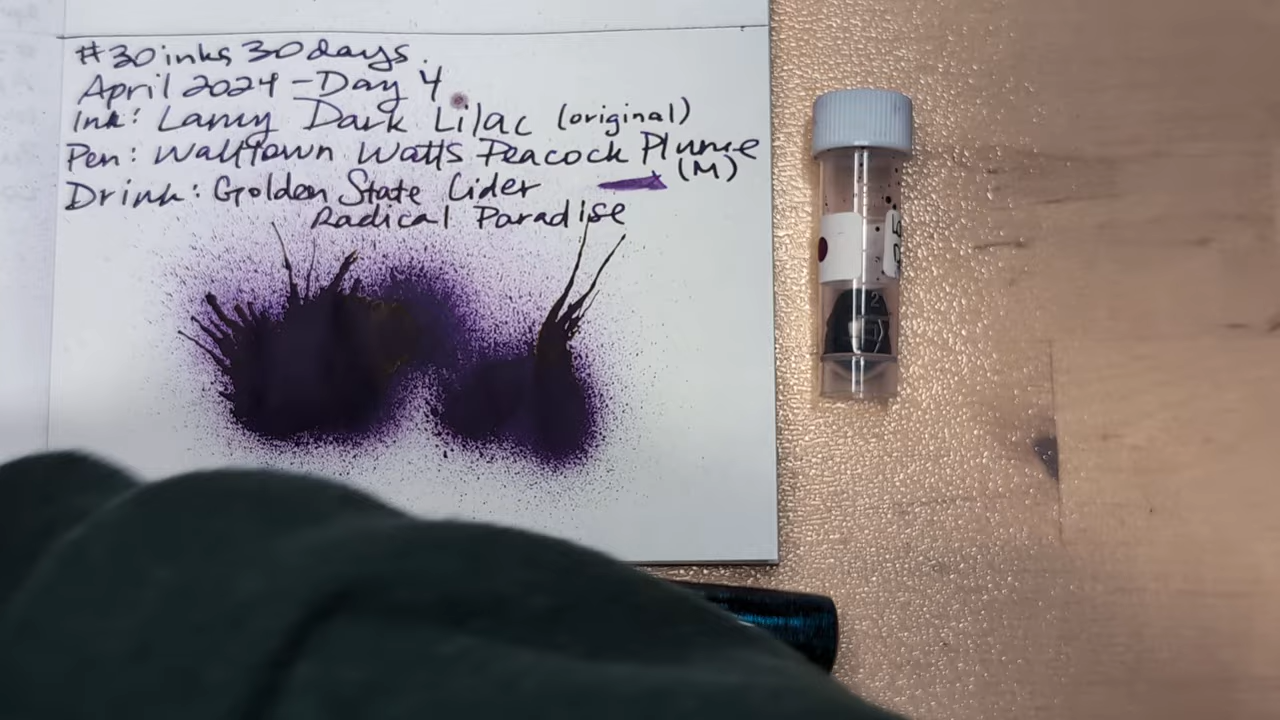 #30inks30days.
April 2024 - Day 4
Ink: Lamy Dark Lilac (original)
Pen: Walltown Watts Peacock Plume
(M)
Drink: Golden State Cider
Radical Paradise
2